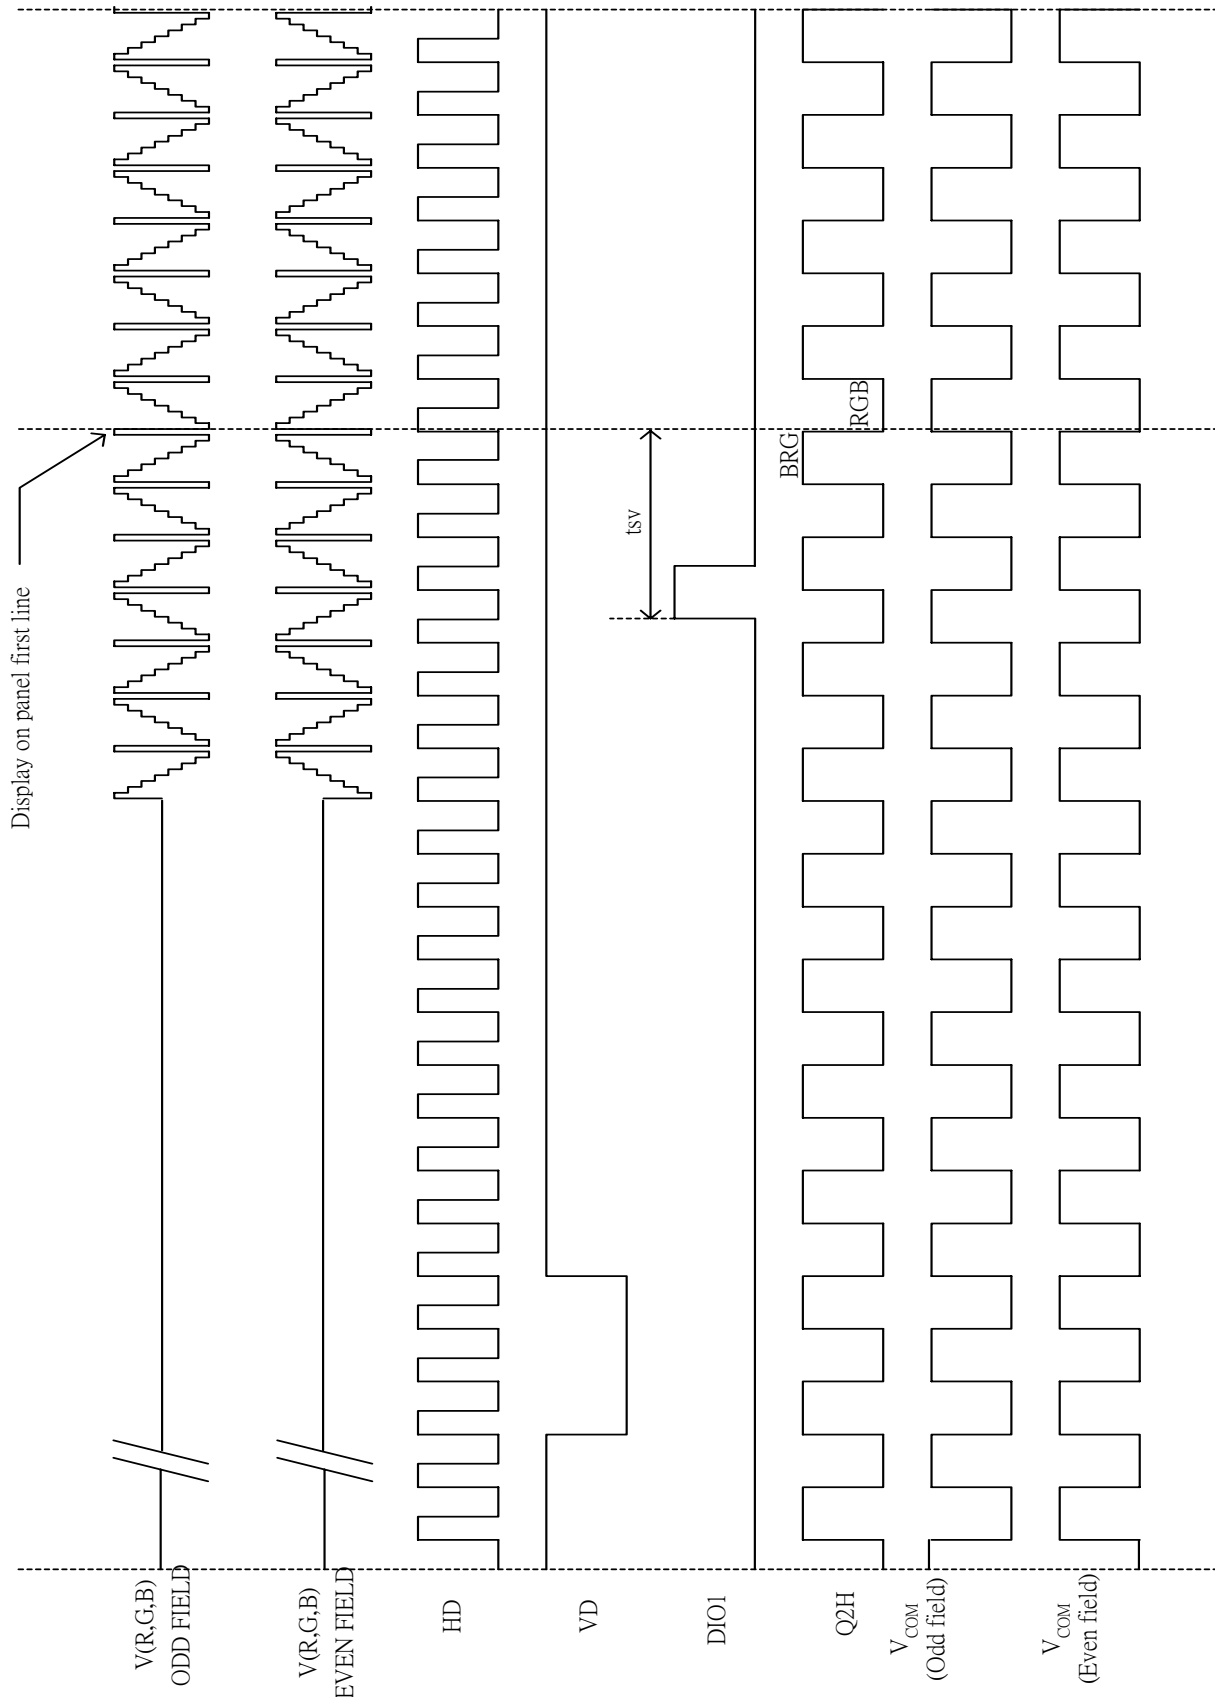 Display on panel first line
V(R,G,B)
ODD FIELD
V(R,G,B)
EVEN FIELD
HD
VD
tsv
DIO1
BRG
RGB
Q2H
VCOM
(Odd field)
VCOM
(Even field)